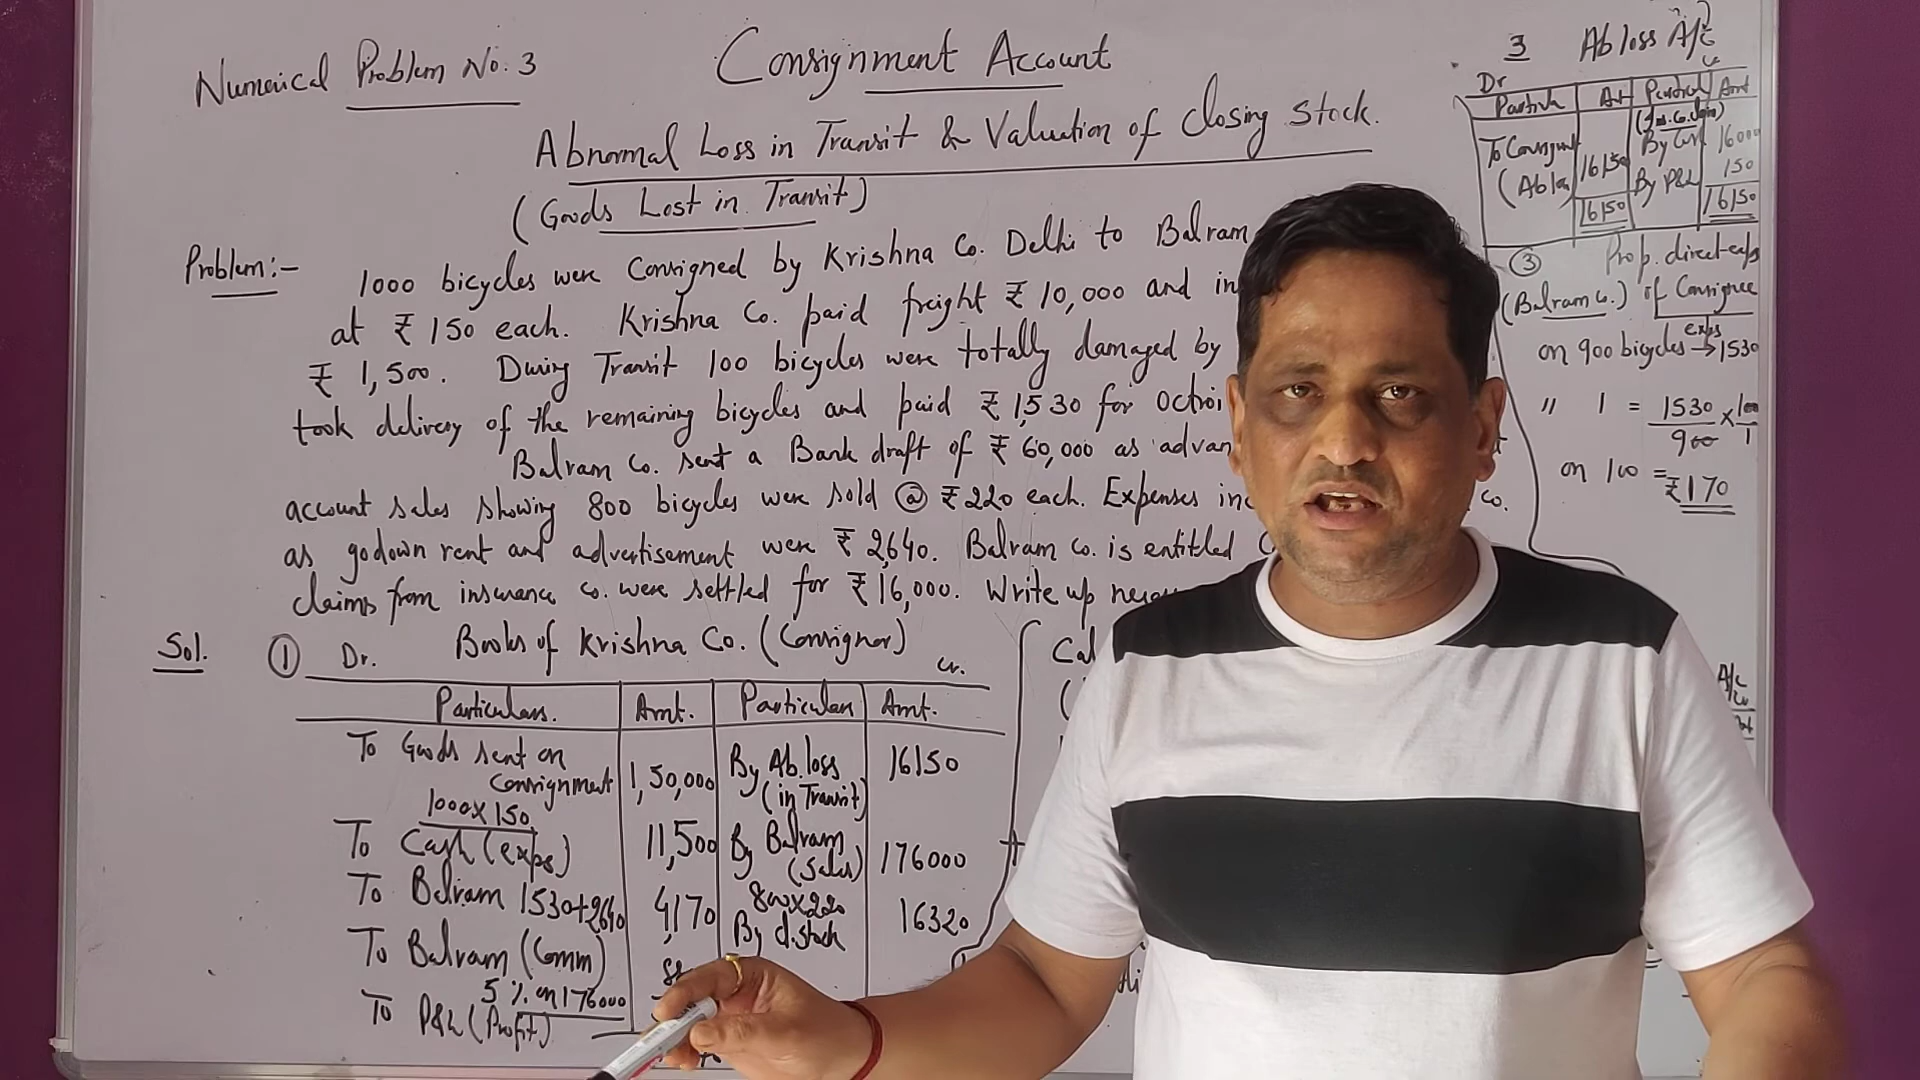 Numerical Problem No. 3
Consignment Account
Abnormal Loss in Transit & Valuation of Closing Stock.
(Goods Lost in Transit)
Problem:-
1000 bicycles were Consigned by Krishna Co. Delhi to Balram
at ₹ 150 each. Krishna Co. paid freight ₹ 10,000 and in
₹ 1,500. During Transit 100 bicycles were totally damaged by
took delivery of the remaining bicycles and paid ₹ 1530 for octroi
Balram Co. sent a Bank draft of ₹ 60,000 as advan
account sales showing 800 bicycles were sold @ ₹ 220 each. Expenses inc co.
as godown rent and advertisement were ₹ 2,640. Balram Co. is entitled
claims from insurance co. were settled for ₹ 16,000. Write up
Sol. ① Dr. Books of Krishna Co. (Consignor) Cr.
Particulars. Amt. Particulars Amt.
To Goods sent on Consignment 1,50,000 By Ab. loss (in Transit) 16150
1000 x 150
To Cash (exps) 11,500 By Balram (Sales) 176000
800x220
To Balram 1530+2640 4,170 By cl. stock 16320
To Balram (Comm) 88
5% on 176000
To P&L (Profit)
Cal
3 Ab loss A/c
Dr Cr
Amt Amt
(Ins. Co. claim)
To Consignmt 16150 By 16000
(Ab loss By P&L 150
16150 16150
③ Prop. direct exps
(Balram Co.) of Consignee
exps
on 900 bicycles → 1530
" 1 = 1530/900 x 100/1
on 100 = ₹170
A/c